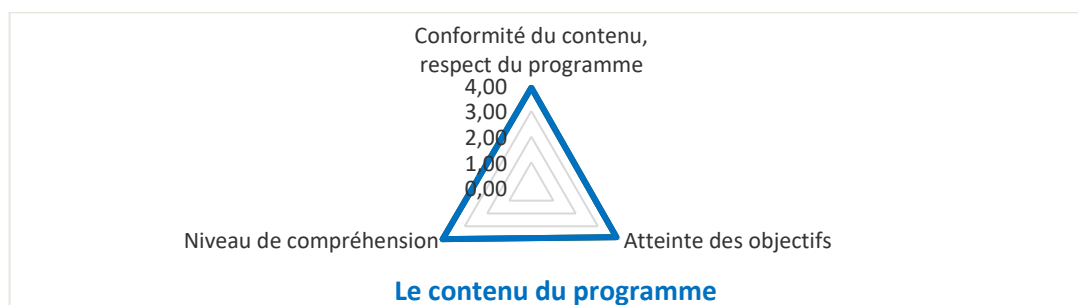 Conformité du contenu,
respect du programme
4,00
3,00
2,00
1,00
0,00
Niveau de compréhension
Atteinte des objectifs
Le contenu du programme